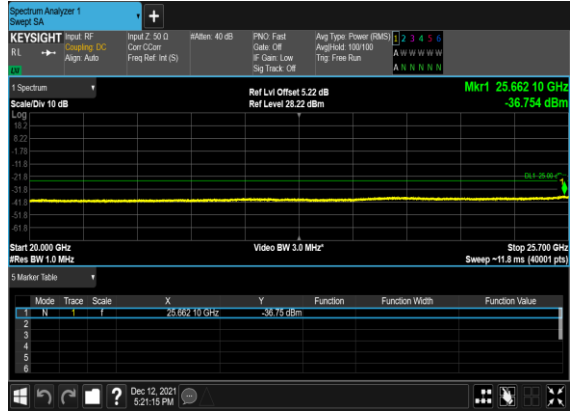 Spectrum Analyzer 1
Swept SA
KEYSIGHT Input: RF Input Z: 50 Ω #Atten: 40 dB PNO: Fast Avg Type: Power (RMS) 1 2 3 4 5 6
RL Coupling: DC Corr CCorr Gate: Off Avg|Hold: 100/100 A W W W W W
Align: Auto Freq Ref: Int (S) IF Gain: Low Trig: Free Run
Sig Track: Off A N N N N N
1 Spectrum Ref Lvl Offset 5.22 dB Mkr1 25.662 10 GHz
Scale/Div 10 dB Ref Level 28.22 dBm -36.754 dBm
Log
18.2
8.22
-1.78
-11.8
-21.8 DL1 -25.00
-31.8
-41.8
-51.8
-61.8
Start 20.000 GHz Video BW 3.0 MHz* Stop 25.700 GHz
#Res BW 1.0 MHz Sweep ~11.8 ms (40001 pts)
5 Marker Table
Mode Trace Scale X Y Function Function Width Function Value
1 N 1 f 25.662 10 GHz -36.75 dBm
2
3
4
5
6
? Dec 12, 2021
5:21:15 PM